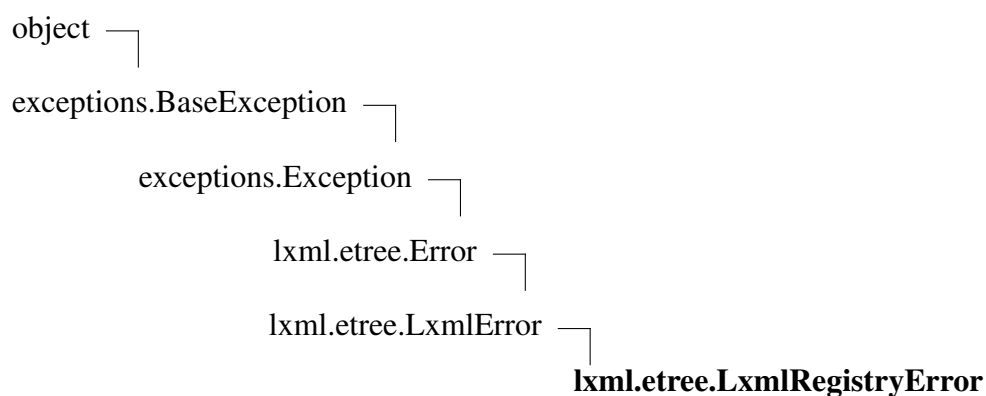 object
exceptions.BaseException
exceptions.Exception
lxml.etree.Error
lxml.etree.LxmlError
lxml.etree.LxmlRegistryError